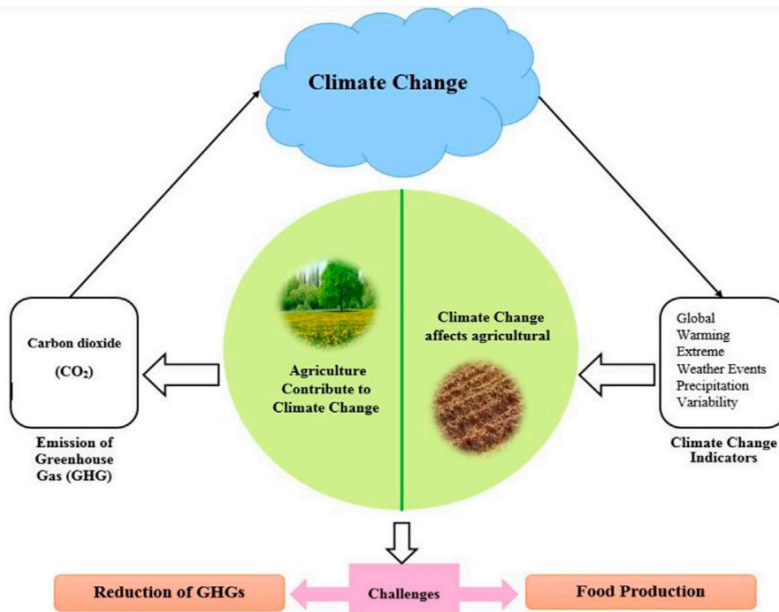 Climate Change
Carbon dioxide
(CO₂)
Emission of
Greenhouse
Gas (GHG)
Agriculture
Contribute to
Climate Change
Climate Change
affects agricultural
Global
Warming
Extreme
Weather Events
Precipitation
Variability
Climate Change
Indicators
Reduction of GHGs
Challenges
Food Production